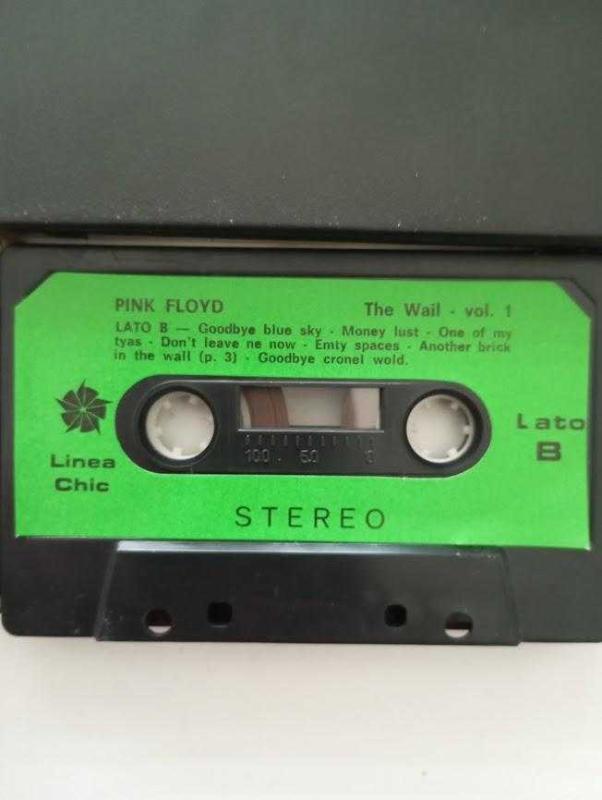 PINK FLOYD
The Wail - vol. 1
LATO B — Goodbye blue sky - Money lust - One of my
tyas - Don't leave ne now - Emty spaces - Another brick
in the wall (p. 3) - Goodbye cronel wold.
100 . 50 0
Linea
Chic
Lato
B
STEREO